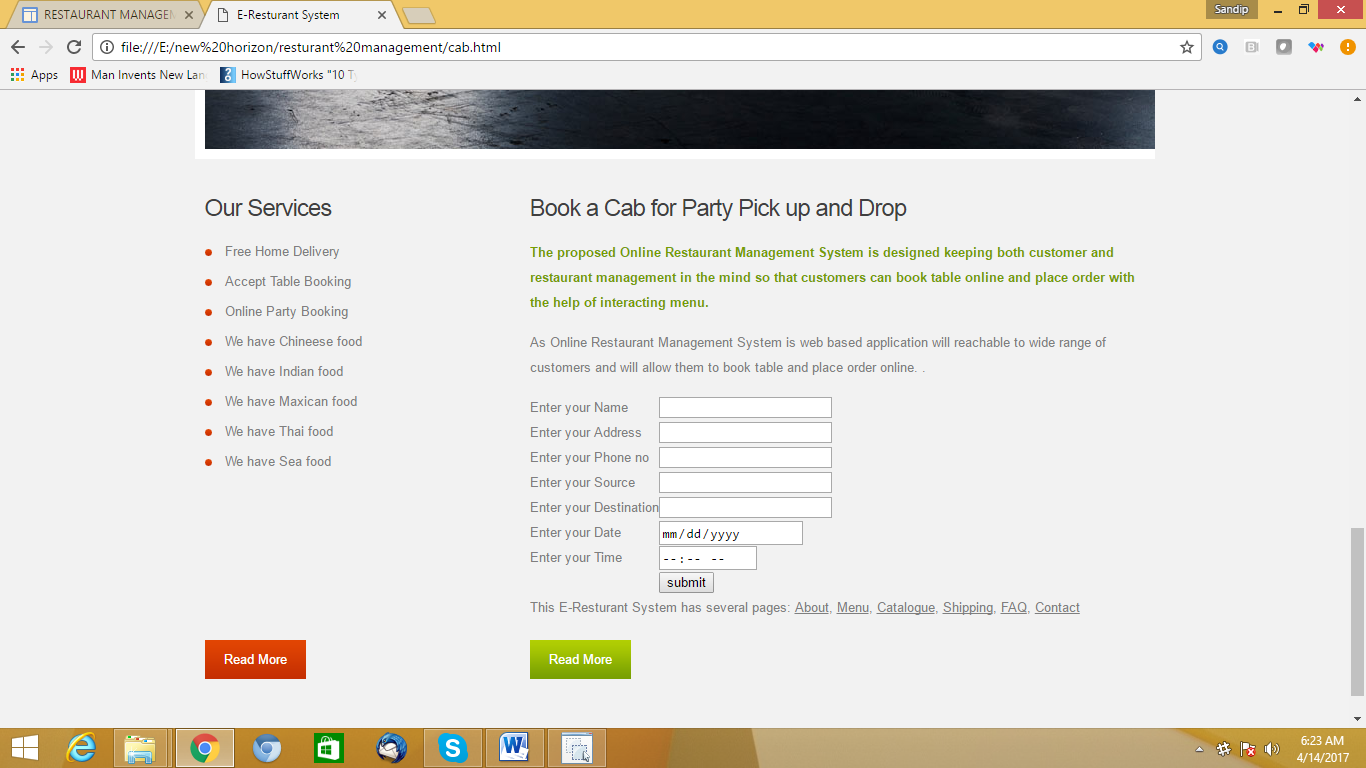 RESTAURANT MANAGEM
E-Resturant System
Sandip
file:///E:/new%20horizon/resturant%20management/cab.html
Apps
Man Invents New Lan
HowStuffWorks "10 Ty
Our Services
Free Home Delivery
Accept Table Booking
Online Party Booking
We have Chineese food
We have Indian food
We have Maxican food
We have Thai food
We have Sea food
Read More
Book a Cab for Party Pick up and Drop
The proposed Online Restaurant Management System is designed keeping both customer and
restaurant management in the mind so that customers can book table online and place order with
the help of interacting menu.
As Online Restaurant Management System is web based application will reachable to wide range of
customers and will allow them to book table and place order online. .
Enter your Name
Enter your Address
Enter your Phone no
Enter your Source
Enter your Destination
Enter your Date mm/dd/yyyy
Enter your Time --:-- --
submit
This E-Resturant System has several pages: About, Menu, Catalogue, Shipping, FAQ, Contact
Read More
6:23 AM
4/14/2017